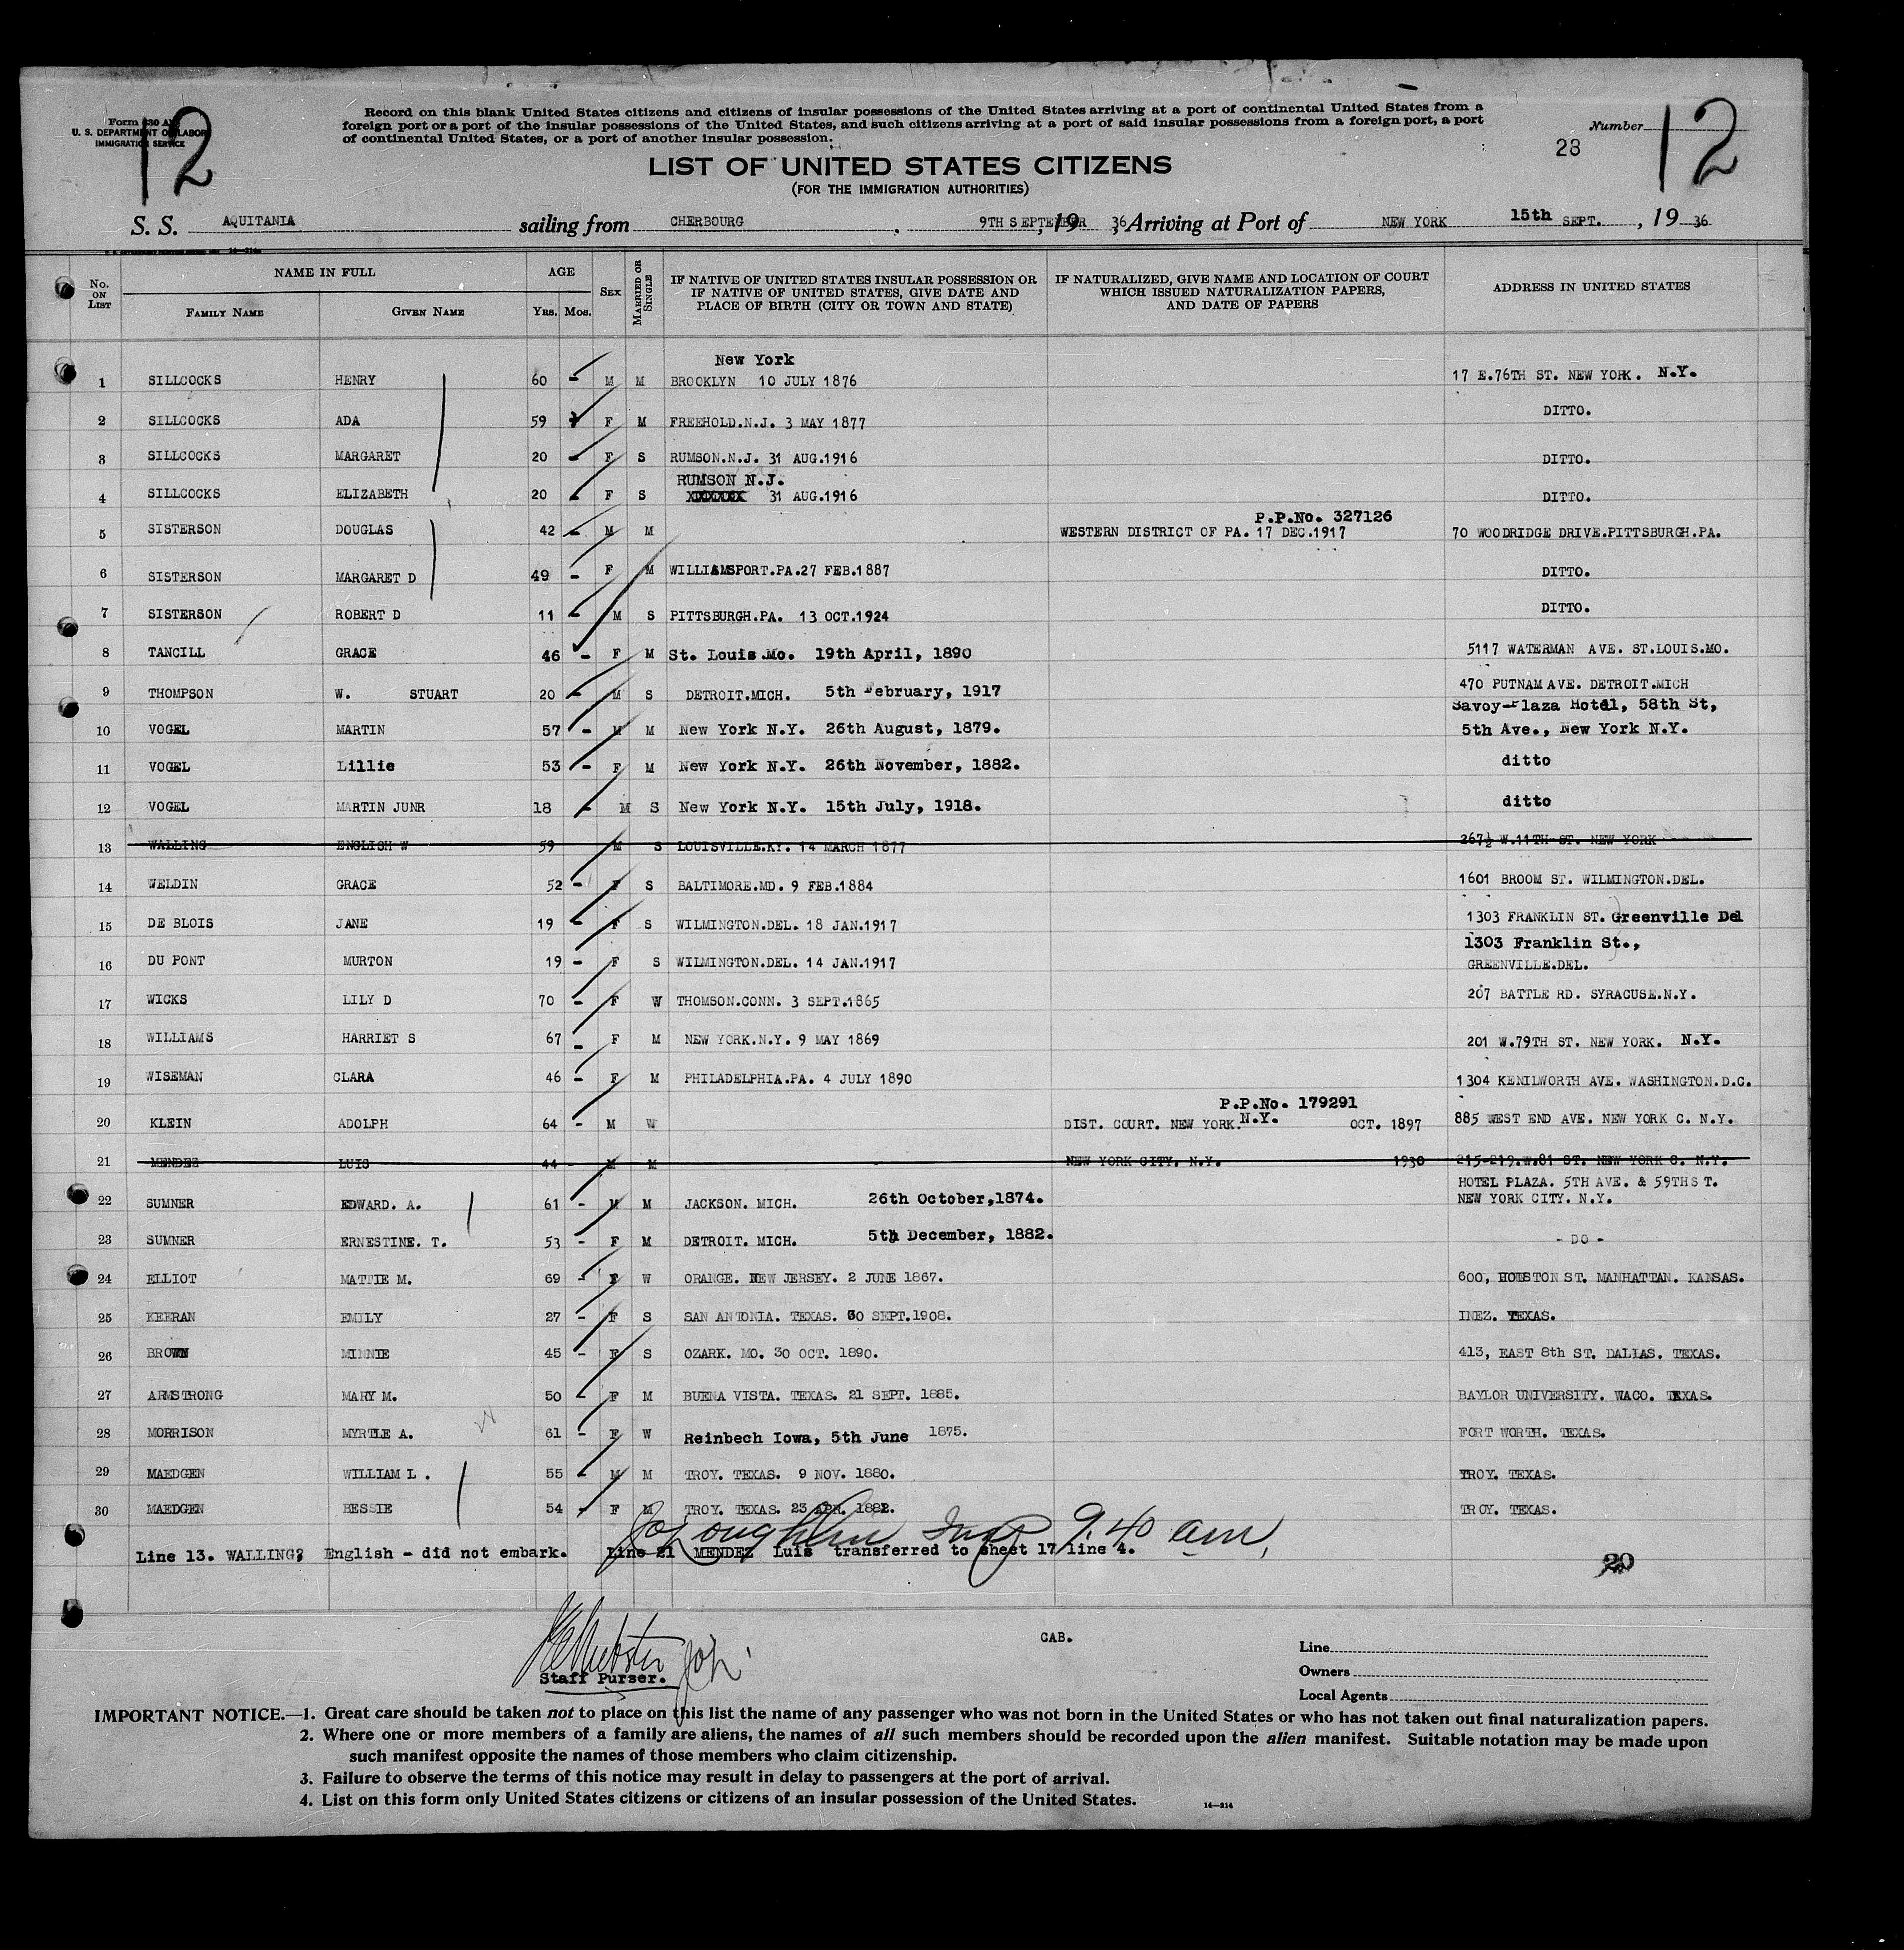 12
Form 630 A
U. S. DEPARTMENT OF LABOR
IMMIGRATION SERVICE
Record on this blank United States citizens and citizens of insular possessions of the United States arriving at a port of continental United States from a
foreign port or a port of the insular possessions of the United States, and such citizens arriving at a port of said insular possessions from a foreign port, a port
of continental United States, or a port of another insular possession.
28
Number 12
LIST OF UNITED STATES CITIZENS
(FOR THE IMMIGRATION AUTHORITIES)
S. S. AQUITANIA sailing from CHERBOURG, 9TH SEPTEMBER, 19 36; Arriving at Port of NEW YORK 15th SEPT., 19 36
No. ON LIST
NAME IN FULL
FAMILY NAME
GIVEN NAME
AGE
YRS. MOS.
SEX
MARRIED OR SINGLE
IF NATIVE OF UNITED STATES INSULAR POSSESSION OR
IF NATIVE OF UNITED STATES, GIVE DATE AND
PLACE OF BIRTH (CITY OR TOWN AND STATE)
IF NATURALIZED, GIVE NAME AND LOCATION OF COURT
WHICH ISSUED NATURALIZATION PAPERS,
AND DATE OF PAPERS
ADDRESS IN UNITED STATES
New York
1 SILLCOCKS HENRY 60 - M M BROOKLYN 10 JULY 1876 17 E.76TH ST. NEW YORK. N.Y.
2 SILLCOCKS ADA 59 F M FREEHOLD.N.J. 3 MAY 1877 DITTO.
3 SILLCOCKS MARGARET 20 - F S RUMSON.N.J. 31 AUG.1916 DITTO.
RUMSON N.J.
4 SILLCOCKS ELIZABETH 20 - F S XXXXXXX 31 AUG.1916 DITTO.
P.P.No. 327126
5 SISTERSON DOUGLAS 42 - M M WESTERN DISTRICT OF PA. 17 DEC.1917 70 WOODRIDGE DRIVE.PITTSBURGH.PA.
6 SISTERSON MARGARET D 49 - F M WILLIAMSPORT.PA.27 FEB.1887 DITTO.
7 SISTERSON ROBERT D 11 - M S PITTSBURGH.PA. 13 OCT.1924 DITTO.
8 TANCILL GRACE 46 - F M St. Louis.Mo. 19th April, 1890 5117 WATERMAN AVE. ST.LOUIS.MO.
9 THOMPSON W. STUART 20 - M S DETROIT.MICH. 5th February, 1917 470 PUTNAM AVE. DETROIT.MICH
Savoy-Plaza Hotel, 58th St,
10 VOGEL MARTIN 57 - M M New York N.Y. 26th August, 1879. 5th Ave., New York N.Y.
11 VOGEL Lillie 53 - F M New York N.Y. 26th November, 1882. ditto
12 VOGEL MARTIN JUNR 18 - M S New York N.Y. 15th July, 1918. ditto
13 WALLING ENGLISH W 59 M S LOUISVILLE.KY. 14 MARCH 1877 267½ W.11TH ST. NEW YORK
14 WELDIN GRACE 52 - F S BALTIMORE.MD. 9 FEB.1884 1601 BROOM ST. WILMINGTON.DEL.
15 DE BLOIS JANE 19 - F S WILMINGTON.DEL. 18 JAN.1917 1303 FRANKLIN ST. Greenville Del
1303 Franklin St.,
16 DU PONT MURTON 19 - F S WILMINGTON.DEL. 14 JAN.1917 GREENVILLE.DEL.
17 WICKS LILY D 70 - F W THOMSON.CONN. 3 SEPT.1865 207 BATTLE RD. SYRACUSE.N.Y.
18 WILLIAMS HARRIET S 67 - F M NEW YORK.N.Y. 9 MAY 1869 201 W.79TH ST. NEW YORK. N.Y.
19 WISEMAN CLARA 46 - F M PHILADELPHIA.PA. 4 JULY 1890 1304 KENILWORTH AVE. WASHINGTON.D.C.
P.P.No. 179291
20 KLEIN ADOLPH 64 - M W DIST. COURT. NEW YORK. N.Y. OCT. 1897 885 WEST END AVE. NEW YORK C. N.Y.
21 MENDEZ LUIS 44 - M M NEW YORK CITY. N.Y. 1930 215-219.W.81 ST. NEW YORK C. N.Y.
HOTEL PLAZA. 5TH AVE. & 59TH ST.
22 SUMNER EDWARD. A. 61 - M M JACKSON. MICH. 26th October,1874. NEW YORK CITY. N.Y.
23 SUMNER ERNESTINE. T. 53 - F M DETROIT. MICH. 5th December, 1882. - DO -
24 ELLIOT MATTIE M. 69 - F W ORANGE. NEW JERSEY. 2 JUNE 1867. 600, HOUSTON ST. MANHATTAN. KANSAS.
25 KEERAN EMILY 27 - F S SAN ANTONIA. TEXAS. 30 SEPT.1908. INEZ. TEXAS.
26 BROWN MINNIE 45 - F S OZARK. MO. 30 OCT. 1890. 413, EAST 8th ST. DALLAS. TEXAS.
27 ARMSTRONG MARY M. 50 - F M BUENA VISTA. TEXAS. 21 SEPT. 1885. BAYLOR UNIVERSITY. WACO. TEXAS.
28 MORRISON MYRTLE A. 61 - F W Reinbech Iowa, 5th June 1875. FORT WORTH. TEXAS.
29 MAEDGEN WILLIAM L. 55 - M M TROY. TEXAS. 9 NOV. 1880. TROY. TEXAS.
30 MAEDGEN BESSIE 54 - F M TROY. TEXAS. 23 APR. 1882. TROY. TEXAS.
Insp 9.40 am,
Line 13. WALLING? English - did not embark. Line 21 MENDEZ Luis transferred to sheet 17 line 4.
20
CAB.
Staff Purser.
Line
Owners
Local Agents
IMPORTANT NOTICE.—1. Great care should be taken not to place on this list the name of any passenger who was not born in the United States or who has not taken out final naturalization papers.
2. Where one or more members of a family are aliens, the names of all such members should be recorded upon the alien manifest. Suitable notation may be made upon
such manifest opposite the names of those members who claim citizenship.
3. Failure to observe the terms of this notice may result in delay to passengers at the port of arrival.
4. List on this form only United States citizens or citizens of an insular possession of the United States.
14—214